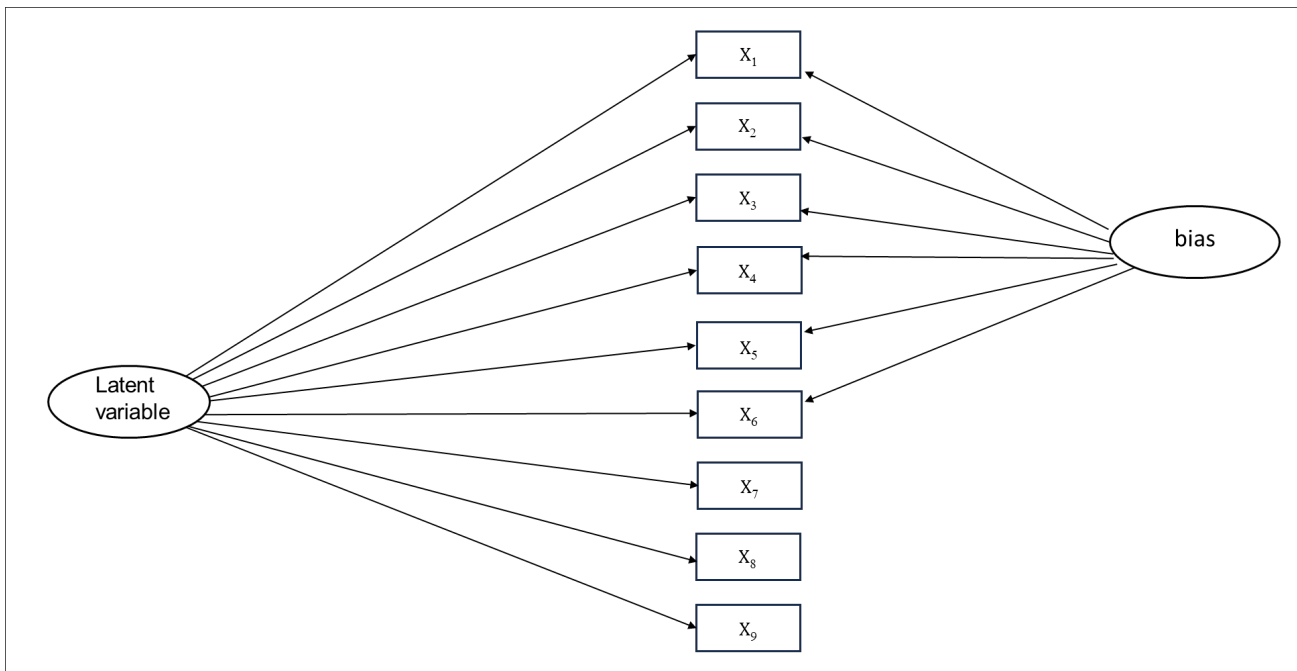 X₁
X₂
X₃
bias
X₄
X₅
Latent
variable
X₆
X₇
X₈
X₉